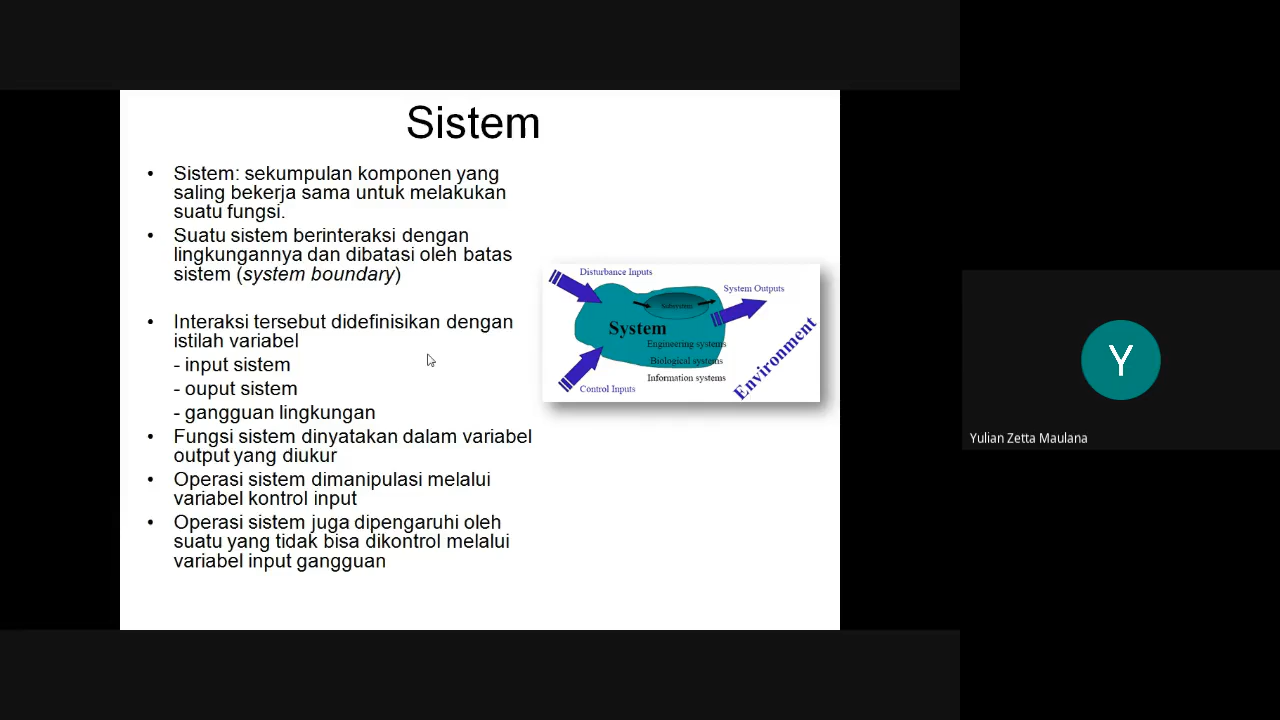 Sistem
• Sistem: sekumpulan komponen yang
saling bekerja sama untuk melakukan
suatu fungsi.
• Suatu sistem berinteraksi dengan
lingkungannya dan dibatasi oleh batas
sistem (system boundary)
• Interaksi tersebut didefinisikan dengan
istilah variabel
- input sistem
- ouput sistem
- gangguan lingkungan
• Fungsi sistem dinyatakan dalam variabel
output yang diukur
• Operasi sistem dimanipulasi melalui
variabel kontrol input
• Operasi sistem juga dipengaruhi oleh
suatu yang tidak bisa dikontrol melalui
variabel input gangguan
Disturbance Inputs
System Outputs
Subsystem
System
Engineering systems
Biological systems
Information systems
Control Inputs
Environment
Y
Yulian Zetta Maulana